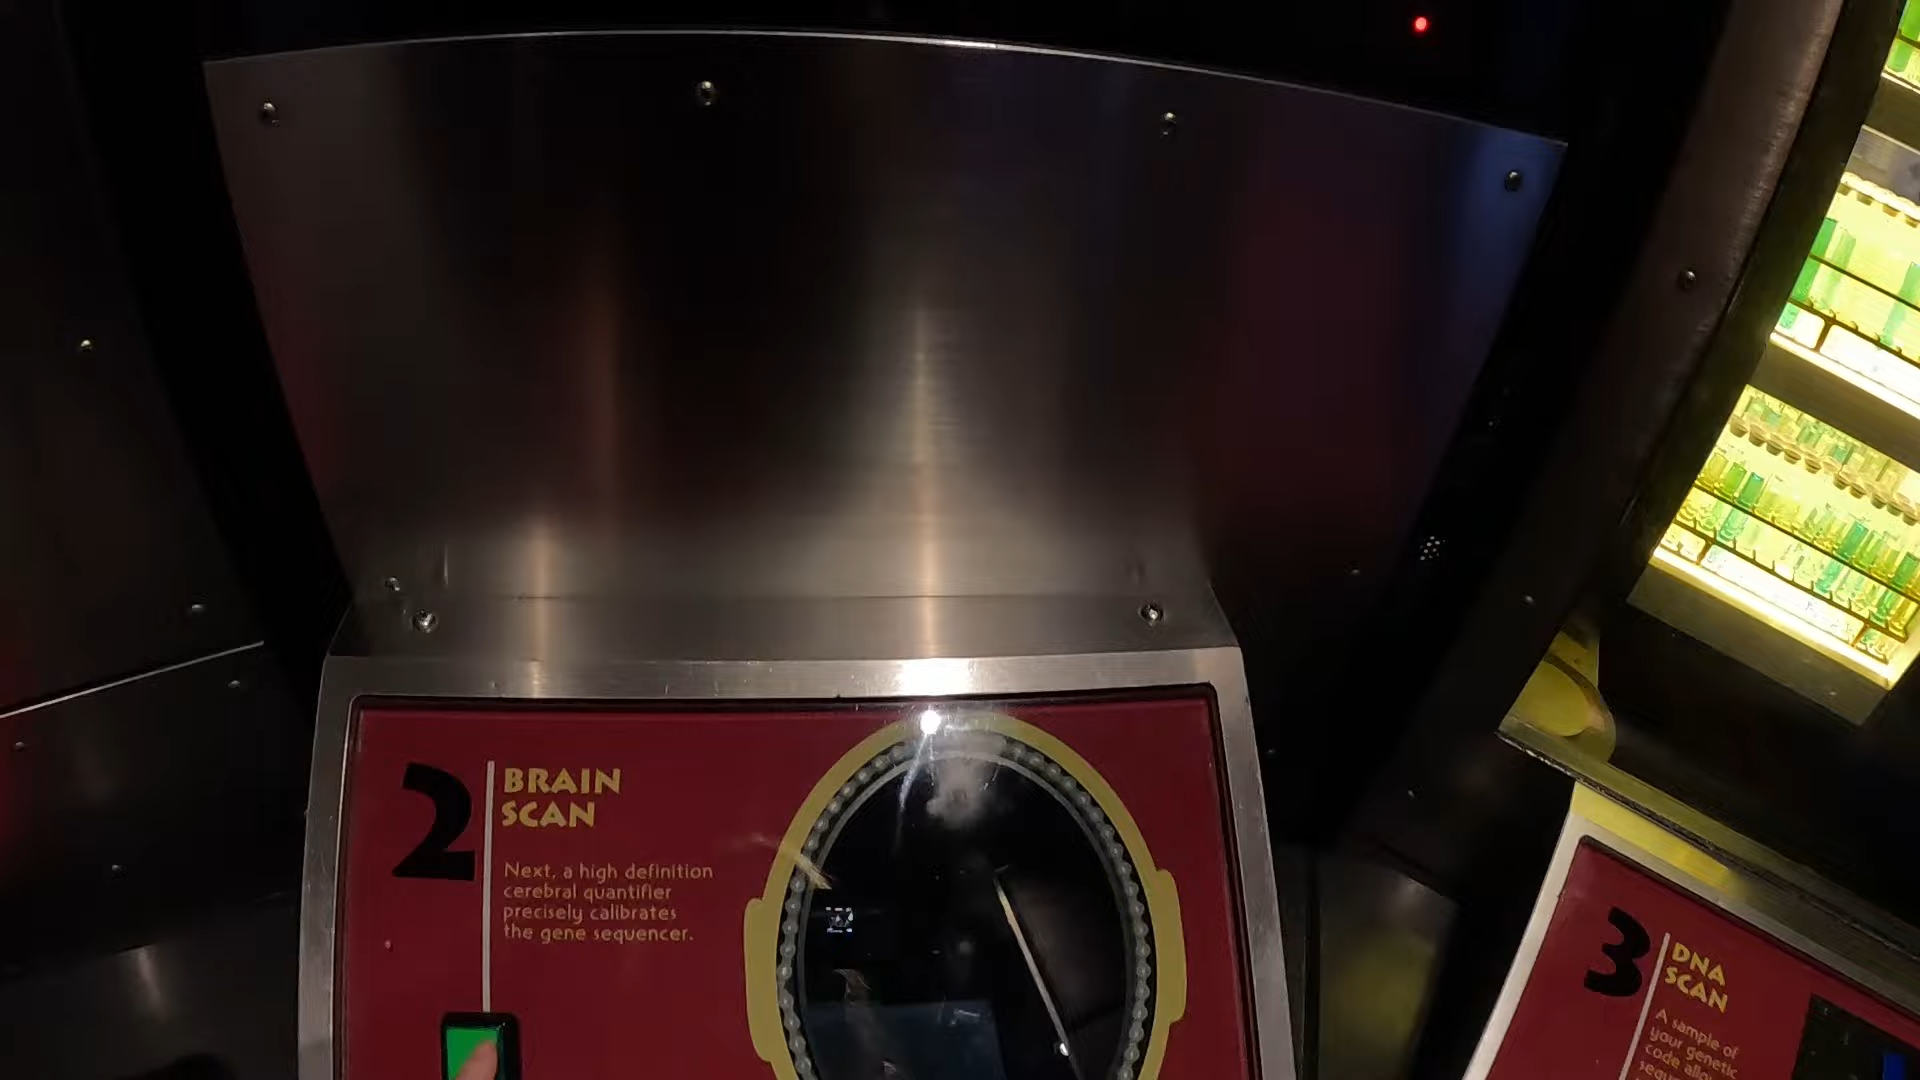 2
BRAIN
SCAN
Next, a high definition
cerebral quantifier
precisely calibrates
the gene sequencer.
3
DNA
SCAN
A sample of
your genetic
code